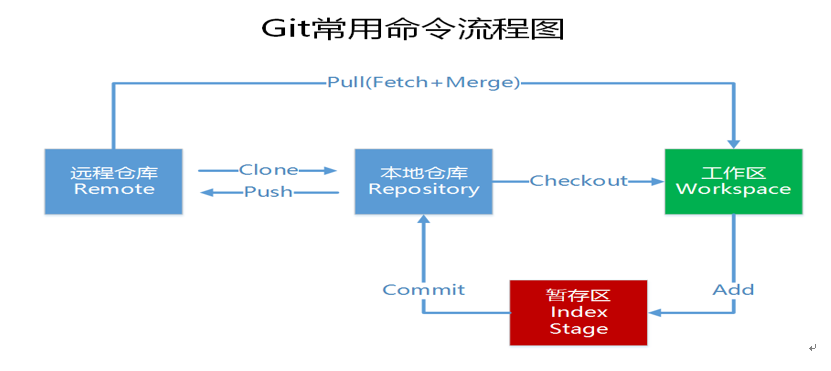 Git常用命令流程图
Pull(Fetch+Merge)
远程仓库
Remote
Clone
Push
本地仓库
Repository
Checkout
工作区
Workspace
Commit
暂存区
Index
Stage
Add